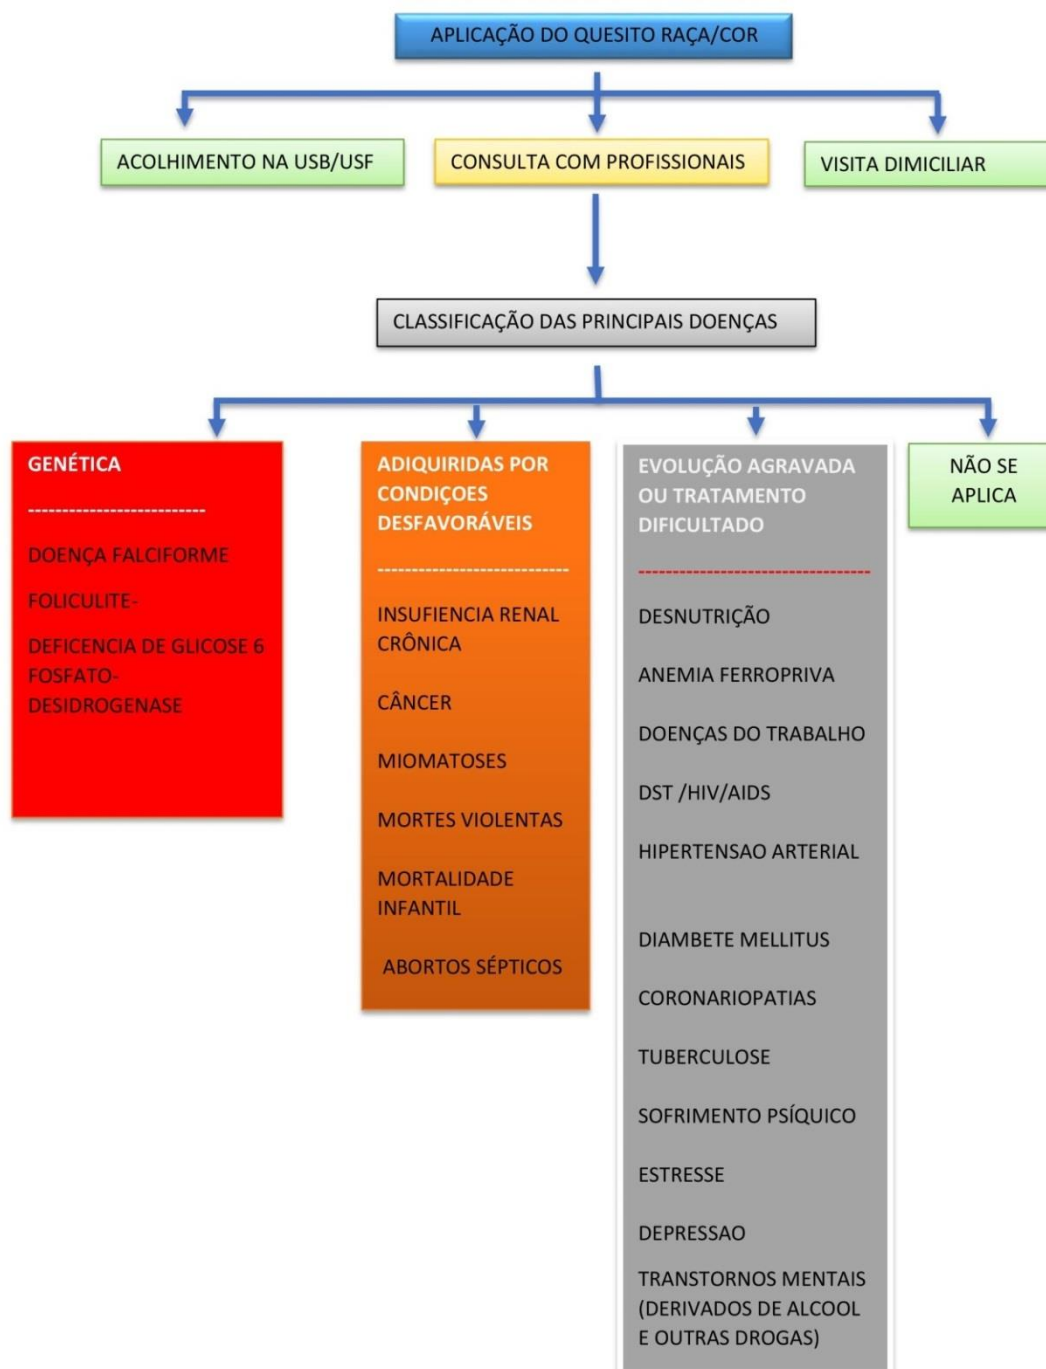 APLICAÇÃO DO QUESITO RAÇA/COR
ACOLHIMENTO NA USB/USF
CONSULTA COM PROFISSIONAIS
VISITA DIMICILIAR
CLASSIFICAÇÃO DAS PRINCIPAIS DOENÇAS
GENÉTICA
--------------------------
DOENÇA FALCIFORME
FOLICULITE-
DEFICENCIA DE GLICOSE 6
FOSFATO-
DESIDROGENASE
ADIQUIRIDAS POR
CONDIÇOES
DESFAVORÁVEIS
----------------------------
INSUFIENCIA RENAL
CRÔNICA
CÂNCER
MIOMATOSES
MORTES VIOLENTAS
MORTALIDADE
INFANTIL
ABORTOS SÉPTICOS
EVOLUÇÃO AGRAVADA
OU TRATAMENTO
DIFICULTADO
----------------------------------
DESNUTRIÇÃO
ANEMIA FERROPRIVA
DOENÇAS DO TRABALHO
DST /HIV/AIDS
HIPERTENSAO ARTERIAL
DIAMBETE MELLITUS
CORONARIOPATIAS
TUBERCULOSE
SOFRIMENTO PSÍQUICO
ESTRESSE
DEPRESSAO
TRANSTORNOS MENTAIS
(DERIVADOS DE ALCOOL
E OUTRAS DROGAS)
NÃO SE
APLICA